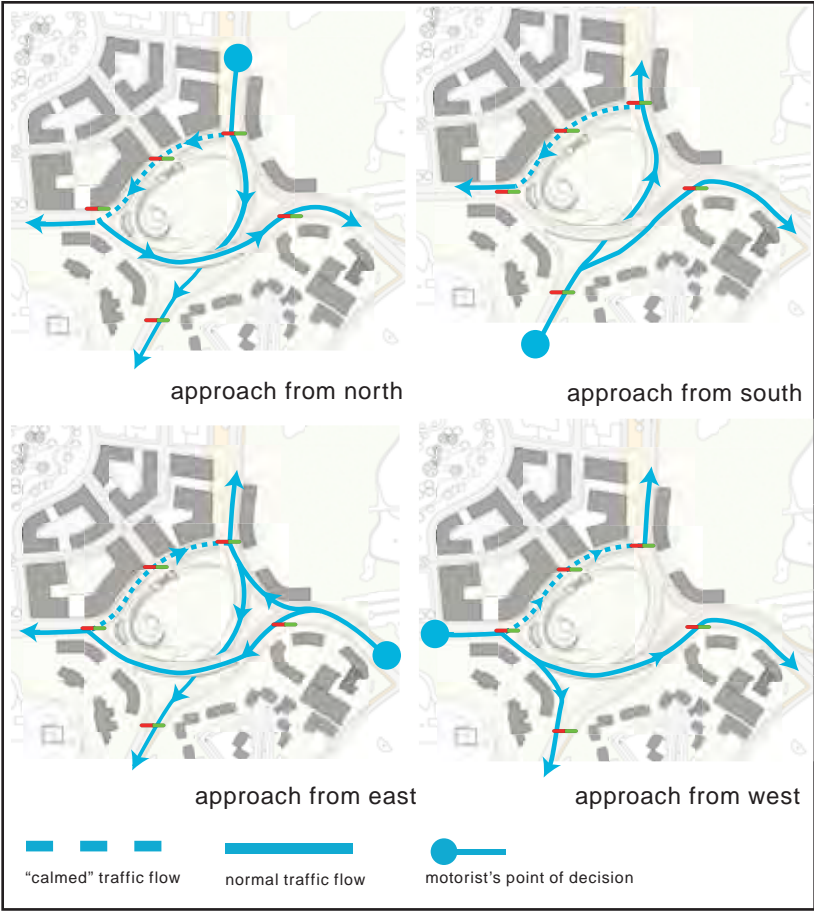 approach from north
approach from south
approach from east
approach from west
“calmed” traffic flow
normal traffic flow
motorist’s point of decision